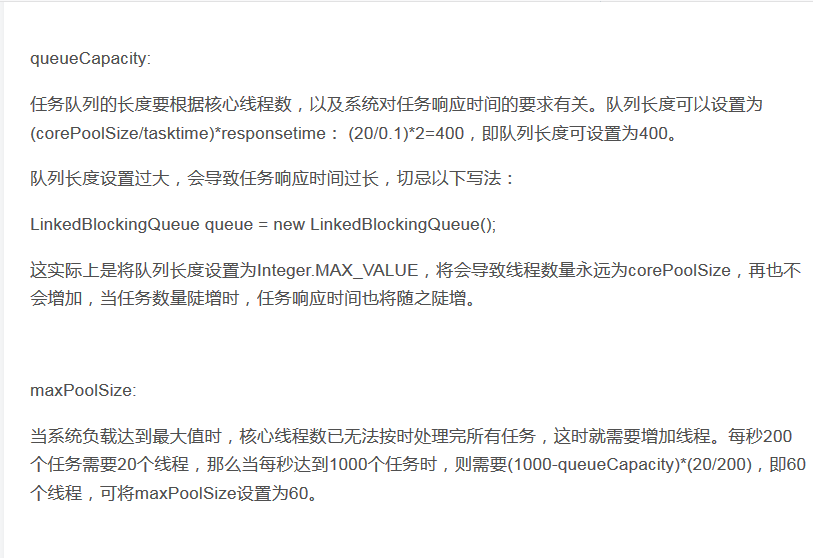 queueCapacity:
任务队列的长度要根据核心线程数，以及系统对任务响应时间的要求有关。队列长度可以设置为
(corePoolSize/tasktime)*responsetime： (20/0.1)*2=400，即队列长度可设置为400。
队列长度设置过大，会导致任务响应时间过长，切忌以下写法：
LinkedBlockingQueue queue = new LinkedBlockingQueue();
这实际上是将队列长度设置为Integer.MAX_VALUE，将会导致线程数量永远为corePoolSize，再也不
会增加，当任务数量陡增时，任务响应时间也将随之陡增。
maxPoolSize:
当系统负载达到最大值时，核心线程数已无法按时处理完所有任务，这时就需要增加线程。每秒200
个任务需要20个线程，那么当每秒达到1000个任务时，则需要(1000-queueCapacity)*(20/200)，即60
个线程，可将maxPoolSize设置为60。